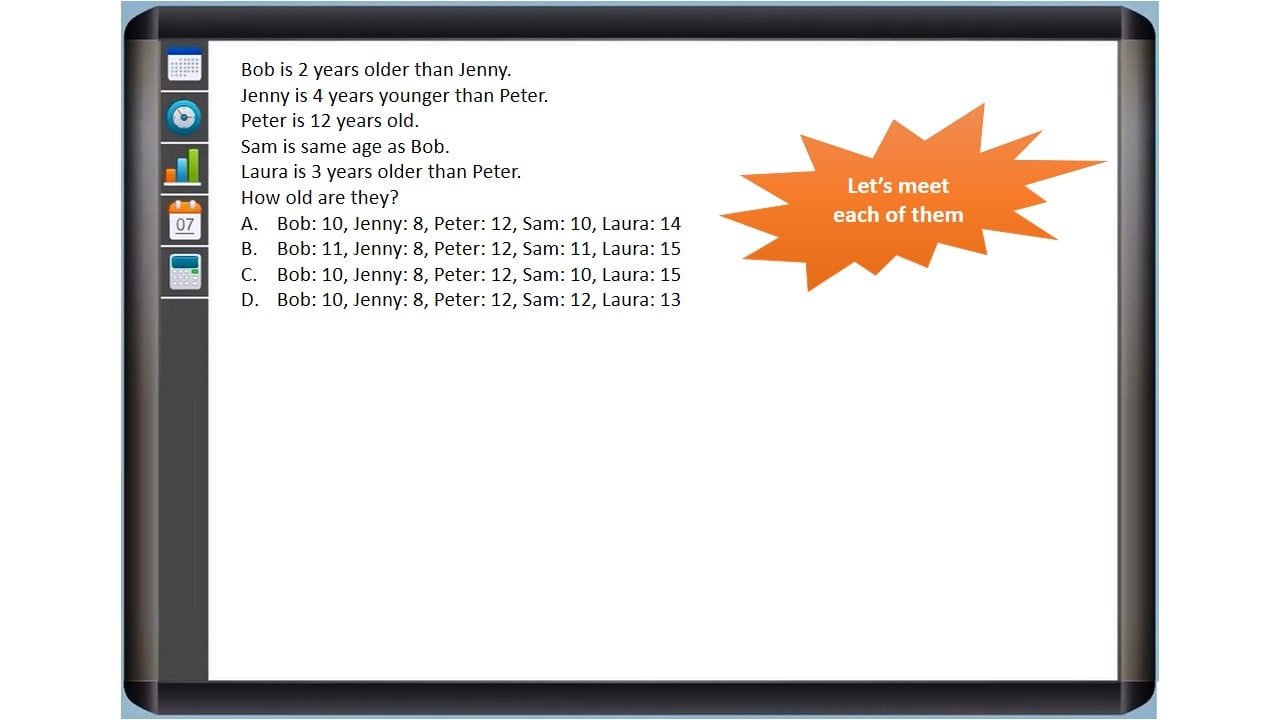 Bob is 2 years older than Jenny.
Jenny is 4 years younger than Peter.
Peter is 12 years old.
Sam is same age as Bob.
Laura is 3 years older than Peter.
How old are they?
A. Bob: 10, Jenny: 8, Peter: 12, Sam: 10, Laura: 14
B. Bob: 11, Jenny: 8, Peter: 12, Sam: 11, Laura: 15
C. Bob: 10, Jenny: 8, Peter: 12, Sam: 10, Laura: 15
D. Bob: 10, Jenny: 8, Peter: 12, Sam: 12, Laura: 13
Let’s meet
each of them
07